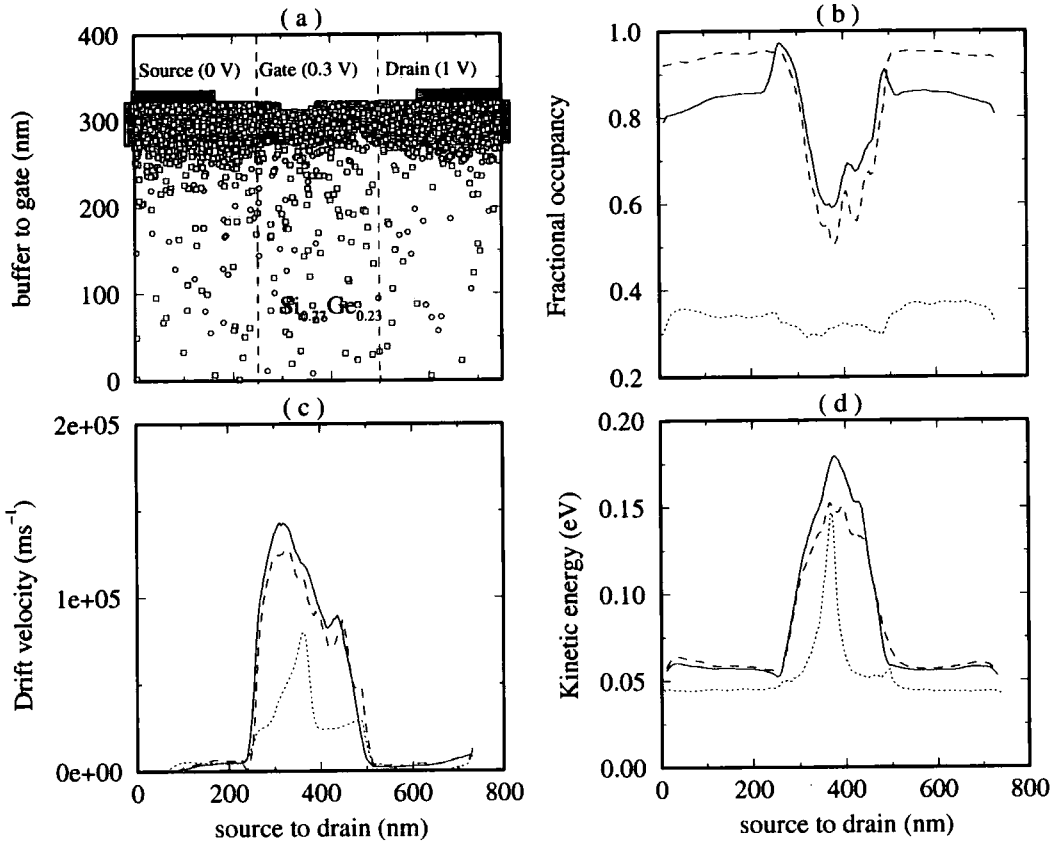 ( a )
400
300
200
100
0
buffer to gate (nm)
Source (0 V)
Gate (0.3 V)
Drain (1 V)
Si0.77Ge0.23
( b )
1.0
0.8
0.6
0.4
0.2
Fractional occupancy
0 200 400 600 800
( c )
2e+05
1e+05
0e+00
Drift velocity (ms⁻¹)
0 200 400 600 800
source to drain (nm)
( d )
0.20
0.15
0.10
0.05
0.00
Kinetic energy (eV)
0 200 400 600 800
source to drain (nm)